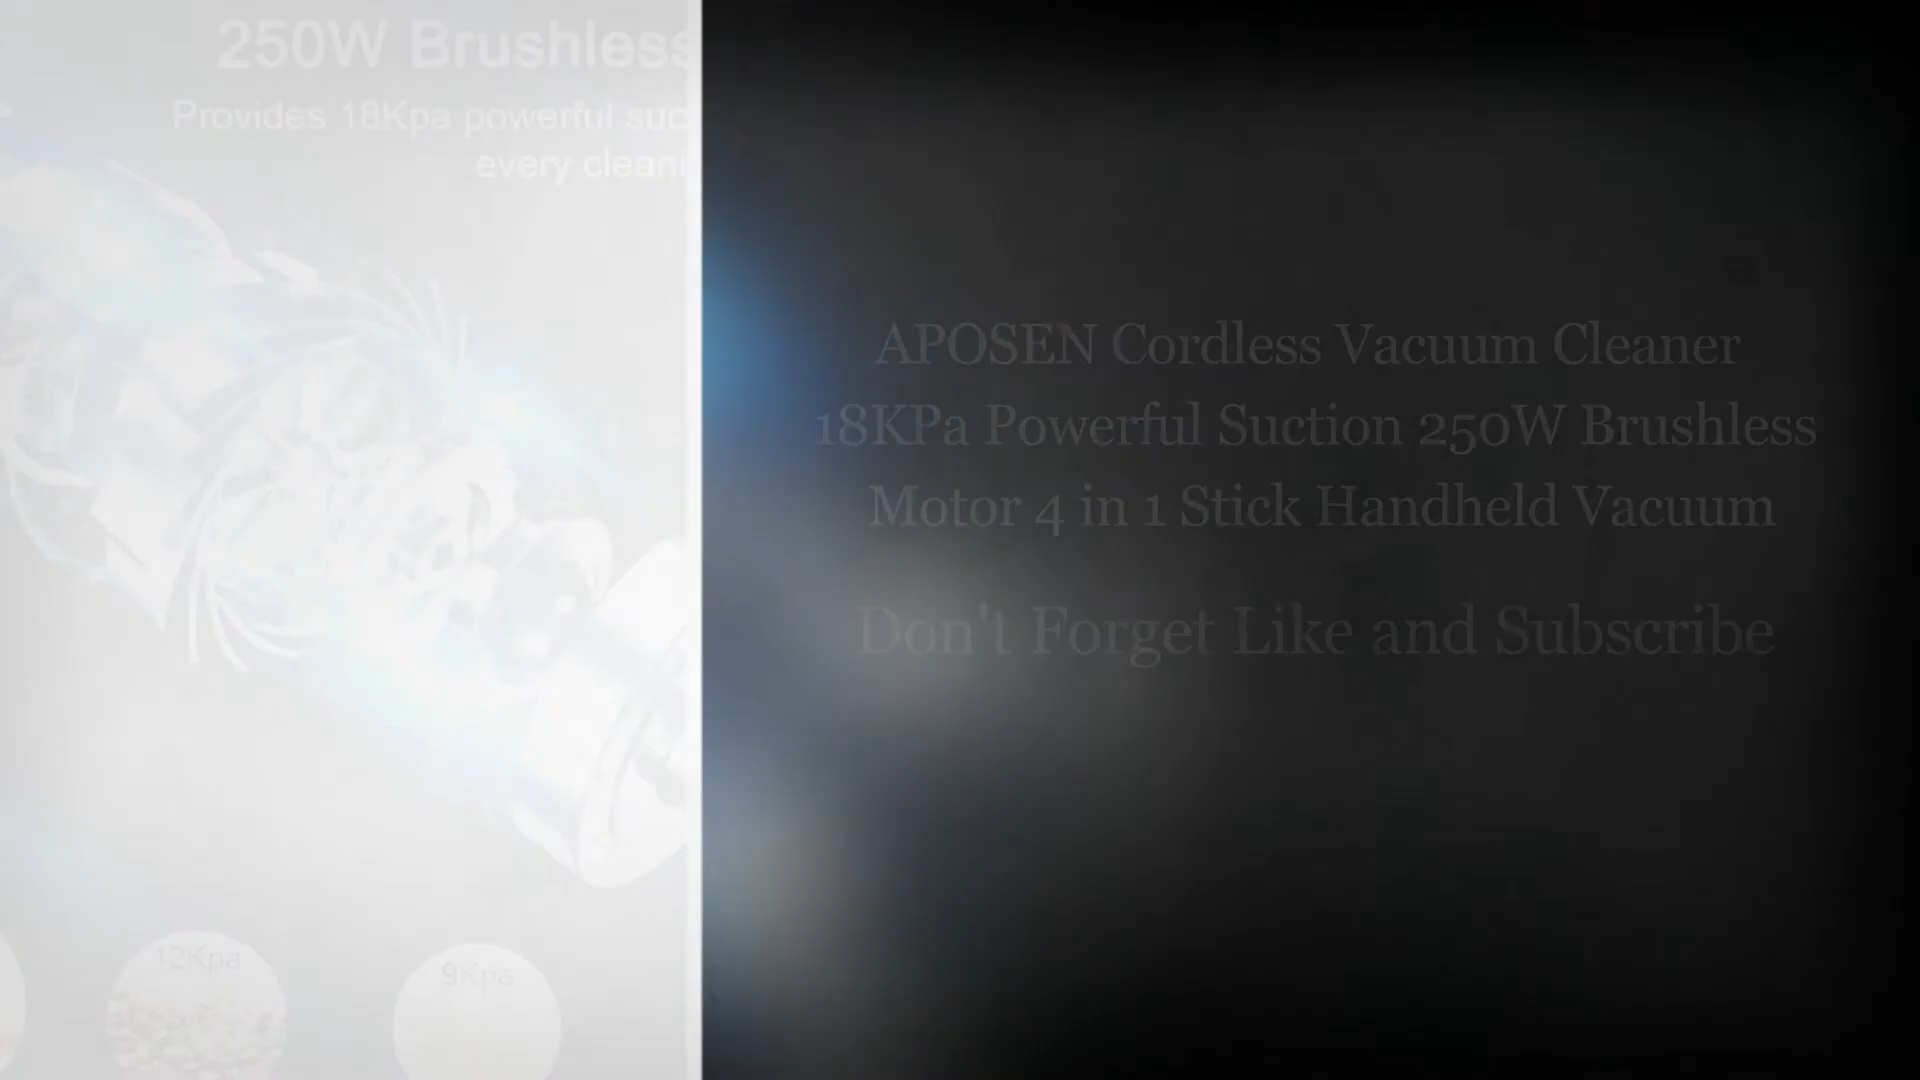 250W Brushless
Provides 18Kpa powerful suc
every cleani
12Kpa
9Kpa
APOSEN Cordless Vacuum Cleaner
18KPa Powerful Suction 250W Brushless
Motor 4 in 1 Stick Handheld Vacuum
Don't Forget Like and Subscribe